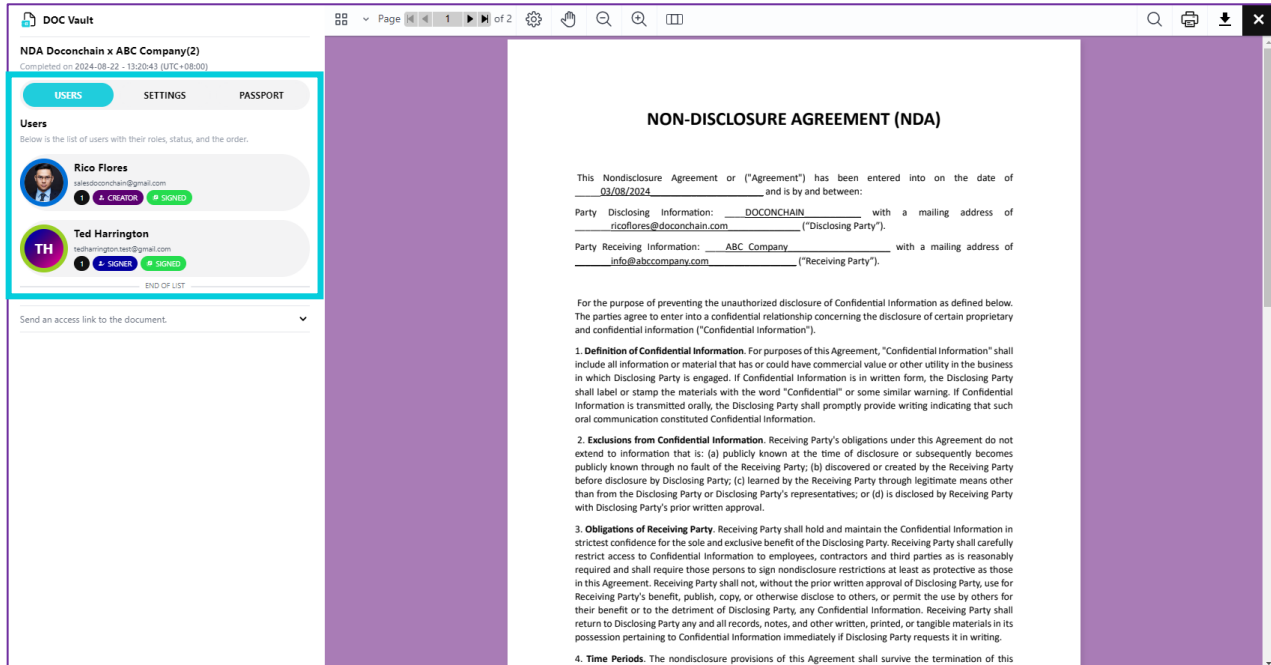 DOC Vault
NDA Doconchain x ABC Company(2)
Completed on 2024-08-22 - 13:20:43 (UTC+08:00)
USERS SETTINGS PASSPORT
Users
Below is the list of users with their roles, status, and the order.
Rico Flores
salesdoconchain@gmail.com
1 CREATOR SIGNED
TH
Ted Harrington
tedharrington.test@gmail.com
1 SIGNER SIGNED
END OF LIST
Send an access link to the document.
Page 1 of 2
NON-DISCLOSURE AGREEMENT (NDA)
This Nondisclosure Agreement or ("Agreement") has been entered into on the date of
_____03/08/2024____________________ and is by and between:
Party Disclosing Information: ____DOCONCHAIN__________ with a mailing address of
_______ricoflores@doconchain.com_____________ ("Disclosing Party").
Party Receiving Information: ____ABC Company____________________ with a mailing address of
_______info@abccompany.com________________ ("Receiving Party").
For the purpose of preventing the unauthorized disclosure of Confidential Information as defined below.
The parties agree to enter into a confidential relationship concerning the disclosure of certain proprietary
and confidential information ("Confidential Information").
1. Definition of Confidential Information. For purposes of this Agreement, "Confidential Information" shall
include all information or material that has or could have commercial value or other utility in the business
in which Disclosing Party is engaged. If Confidential Information is in written form, the Disclosing Party
shall label or stamp the materials with the word "Confidential" or some similar warning. If Confidential
Information is transmitted orally, the Disclosing Party shall promptly provide writing indicating that such
oral communication constituted Confidential Information.
2. Exclusions from Confidential Information. Receiving Party's obligations under this Agreement do not
extend to information that is: (a) publicly known at the time of disclosure or subsequently becomes
publicly known through no fault of the Receiving Party; (b) discovered or created by the Receiving Party
before disclosure by Disclosing Party; (c) learned by the Receiving Party through legitimate means other
than from the Disclosing Party or Disclosing Party's representatives; or (d) is disclosed by Receiving Party
with Disclosing Party's prior written approval.
3. Obligations of Receiving Party. Receiving Party shall hold and maintain the Confidential Information in
strictest confidence for the sole and exclusive benefit of the Disclosing Party. Receiving Party shall carefully
restrict access to Confidential Information to employees, contractors and third parties as is reasonably
required and shall require those persons to sign nondisclosure restrictions at least as protective as those
in this Agreement. Receiving Party shall not, without the prior written approval of Disclosing Party, use for
Receiving Party's benefit, publish, copy, or otherwise disclose to others, or permit the use by others for
their benefit or to the detriment of Disclosing Party, any Confidential Information. Receiving Party shall
return to Disclosing Party any and all records, notes, and other written, printed, or tangible materials in its
possession pertaining to Confidential Information immediately if Disclosing Party requests it in writing.
4. Time Periods. The nondisclosure provisions of this Agreement shall survive the termination of this